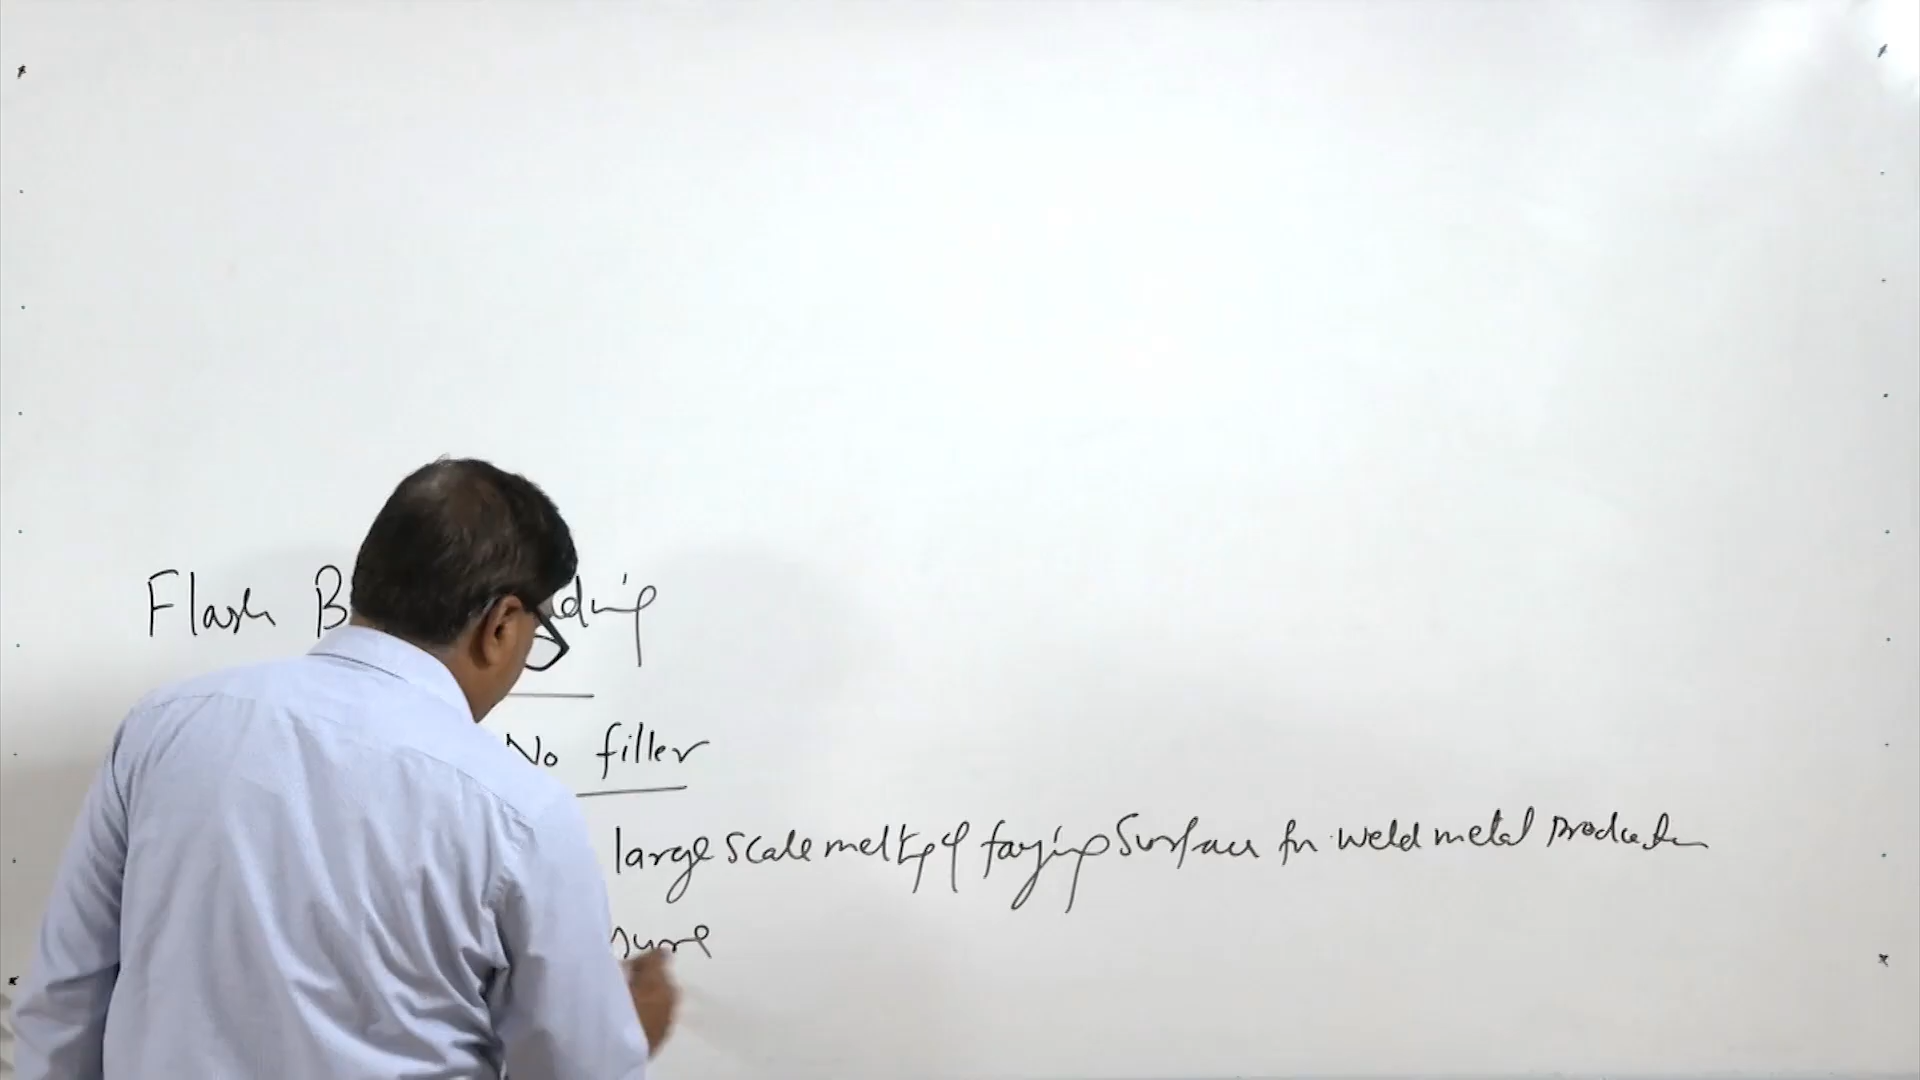 Flash
No filler
large scale melting of faying surface for weld metal production